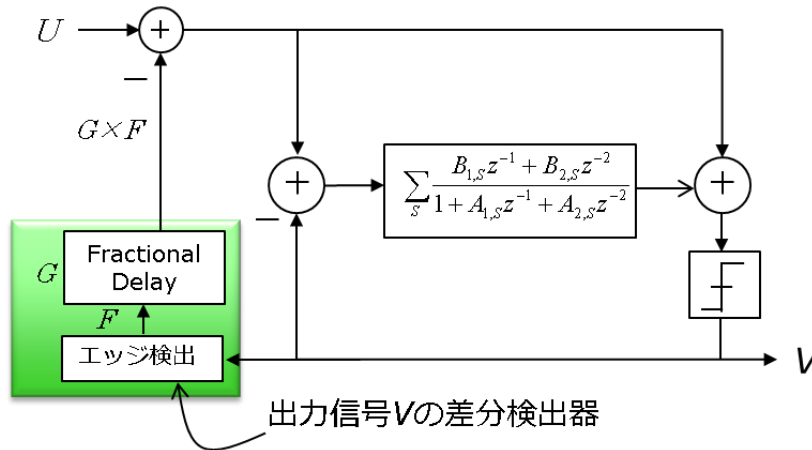 U
+
−
G×F
+
−
∑_S (B_{1,S}z^{-1} + B_{2,S}z^{-2}) / (1 + A_{1,S}z^{-1} + A_{2,S}z^{-2})
+
G
Fractional
Delay
F
エッジ検出
V
出力信号Vの差分検出器